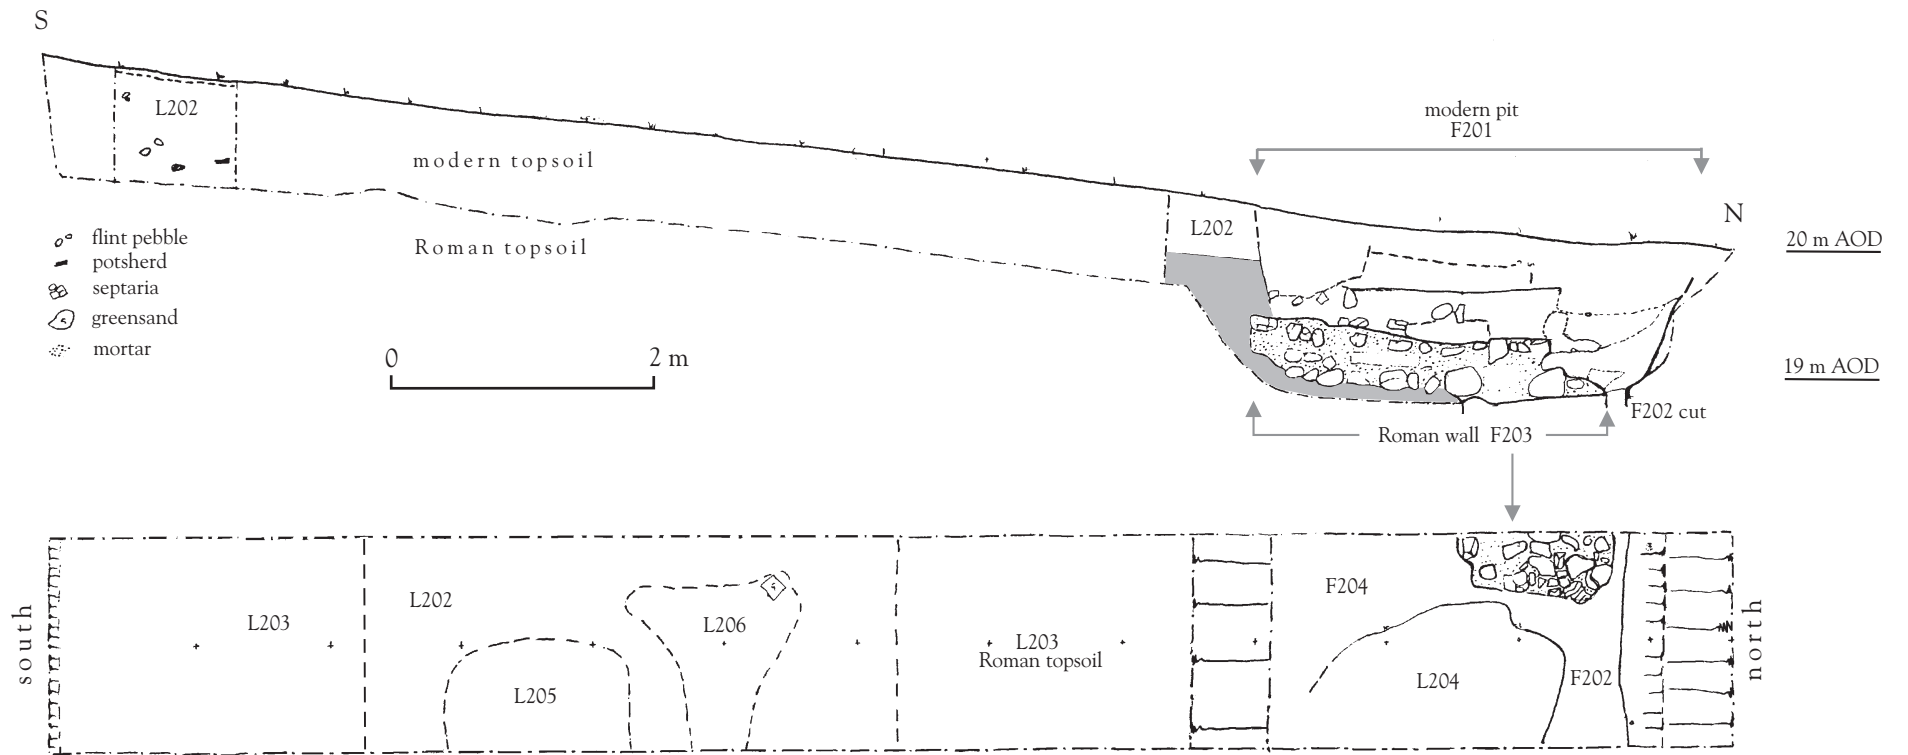 S
L202
modern topsoil
Roman topsoil
flint pebble
potsherd
septaria
greensand
mortar
0
2 m
modern pit
F201
L202
N
20 m AOD
19 m AOD
F202 cut
Roman wall F203
south
L203
L202
L205
L206
L203
Roman topsoil
F204
L204
F202
north